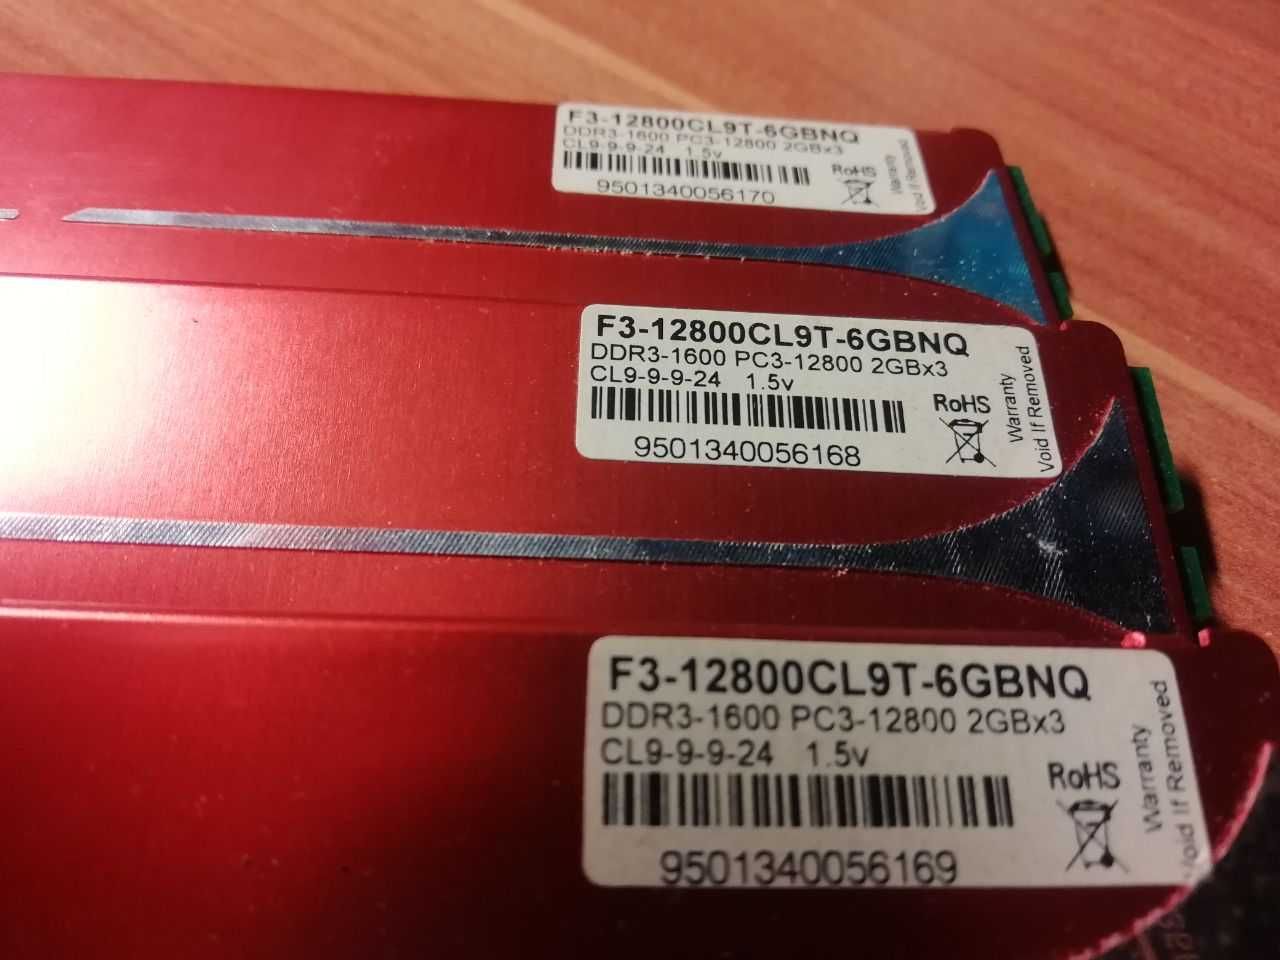 F3-12800CL9T-6GBNQ
DDR3-1600 PC3-12800 2GBx3
CL9-9-9-24 1.5v
RoHS
9501340056170
Warranty
Void If Removed
F3-12800CL9T-6GBNQ
DDR3-1600 PC3-12800 2GBx3
CL9-9-9-24 1.5v
RoHS
9501340056168
Warranty
Void If Removed
F3-12800CL9T-6GBNQ
DDR3-1600 PC3-12800 2GBx3
CL9-9-9-24 1.5v
RoHS
9501340056169
Warranty
Void If Removed